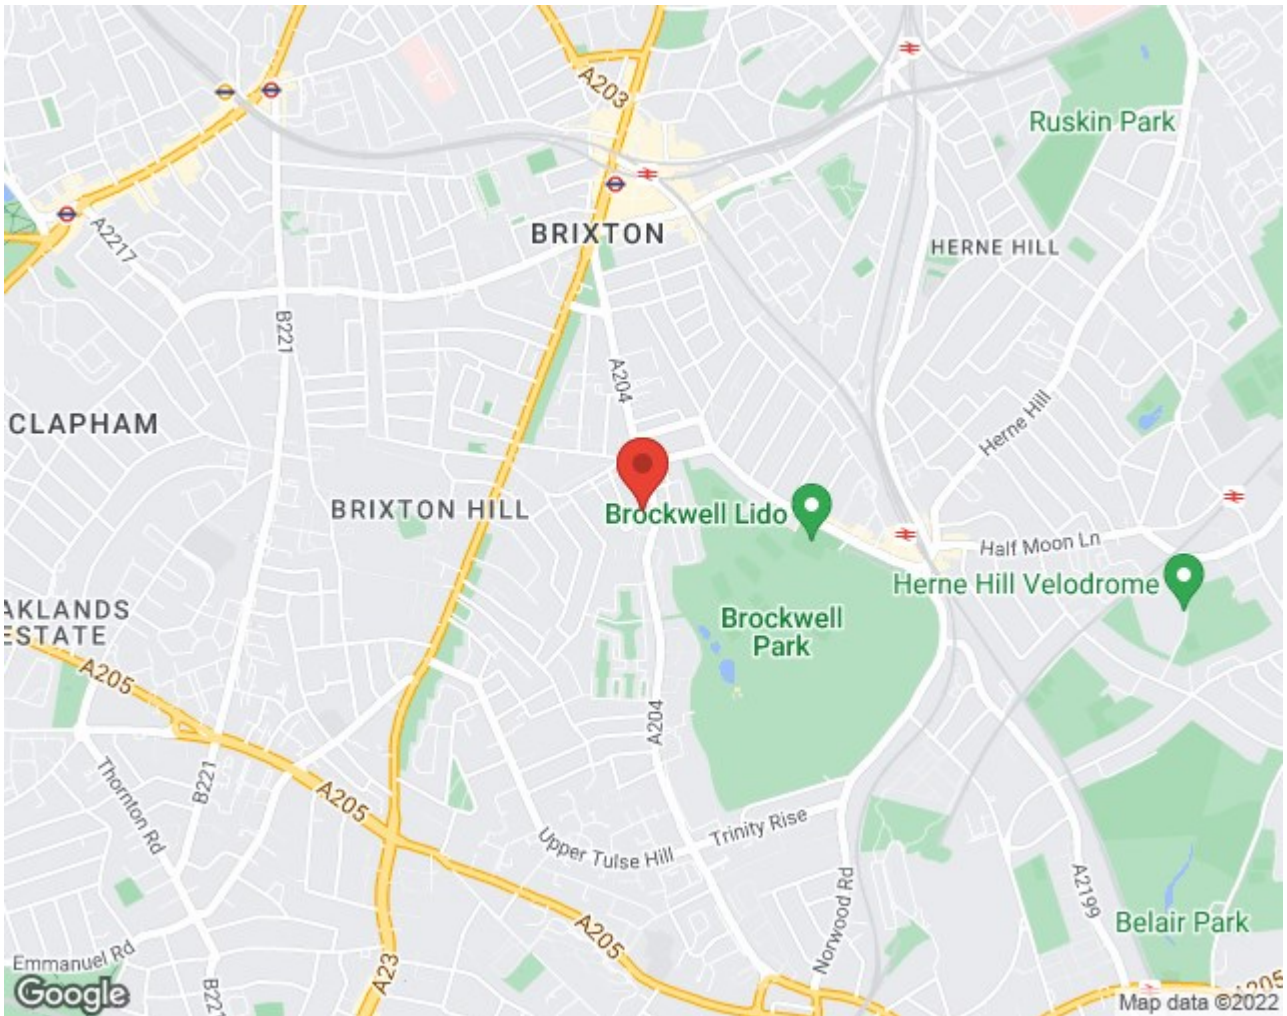 A203
Ruskin Park
A2217
BRIXTON
HERNE HILL
B221
A204
CLAPHAM
Herne Hill
BRIXTON HILL
Brockwell Lido
Half Moon Ln
Herne Hill Velodrome
AKLANDS
ESTATE
Brockwell
Park
A205
A204
Thornton Rd
B221
A205
Upper Tulse Hill
Trinity Rise
Norwood Rd
A2199
A205
Belair Park
Emmanuel Rd
A23
B221
A205
Google
Map data ©2022